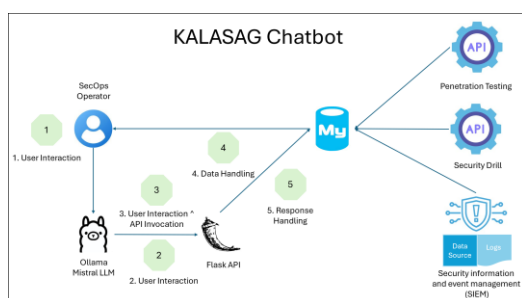 KALASAG Chatbot
SecOps
Operator
1
1. User Interaction
API
Penetration Testing
My
API
Security Drill
4
4. Data Handling
3
3. User Interaction ^
API Invocation
5
5. Response
Handling
Ollama
Mistral LLM
2
2. User Interaction
Flask API
Data
Source
Logs
Security information
and event management
(SIEM)